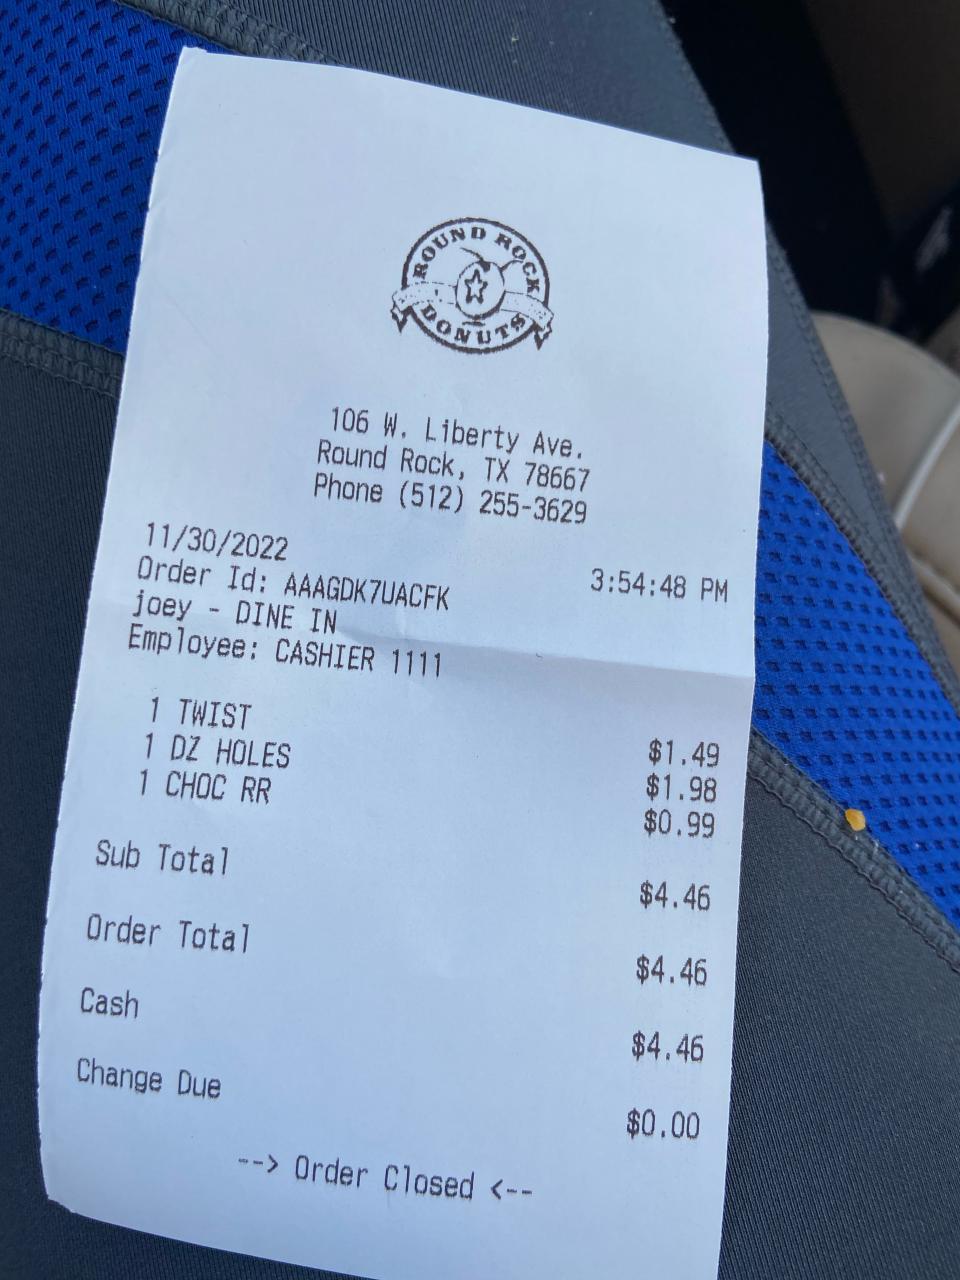 ROUND ROCK
DONUTS
106 W. Liberty Ave.
Round Rock, TX 78667
Phone (512) 255-3629
11/30/2022 3:54:48 PM
Order Id: AAAGDK7UACFK
joey - DINE IN
Employee: CASHIER 1111
1 TWIST $1.49
1 DZ HOLES $1.98
1 CHOC RR $0.99
Sub Total $4.46
Order Total $4.46
Cash $4.46
Change Due $0.00
--> Order Closed <--